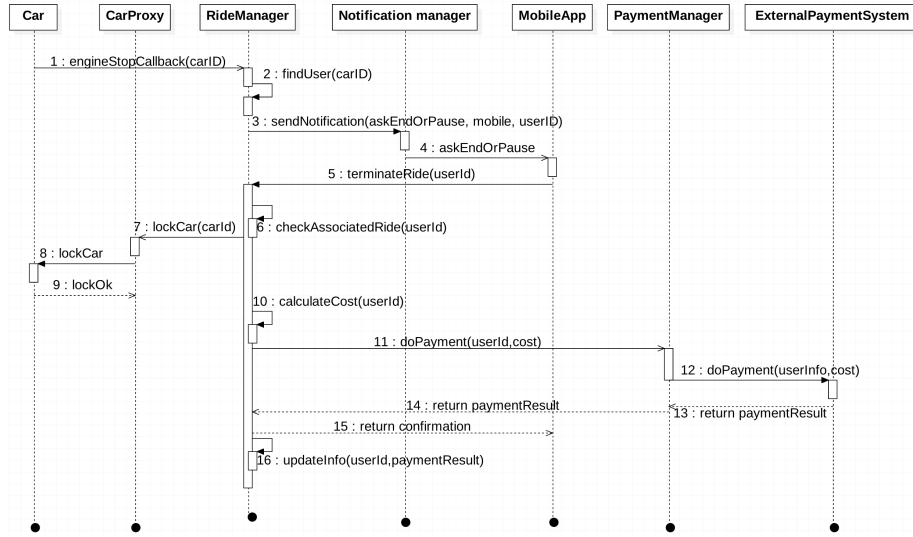 Car CarProxy RideManager Notification manager MobileApp PaymentManager ExternalPaymentSystem
1 : engineStopCallback(carID)
2 : findUser(carID)
3 : sendNotification(askEndOrPause, mobile, userID)
4 : askEndOrPause
5 : terminateRide(userId)
6 : checkAssociatedRide(userId)
7 : lockCar(carId)
8 : lockCar
9 : lockOk
10 : calculateCost(userId)
11 : doPayment(userId,cost)
12 : doPayment(userInfo,cost)
13 : return paymentResult
14 : return paymentResult
15 : return confirmation
16 : updateInfo(userId,paymentResult)